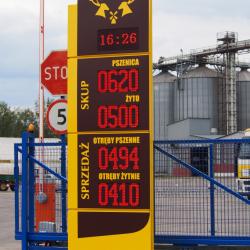 16:26
STOP
PSZENICA
0620
SKUP
ŻYTO
0500
5
OTRĘBY PSZENNE
0494
SPRZEDAŻ
OTRĘBY ŻYTNIE
0410